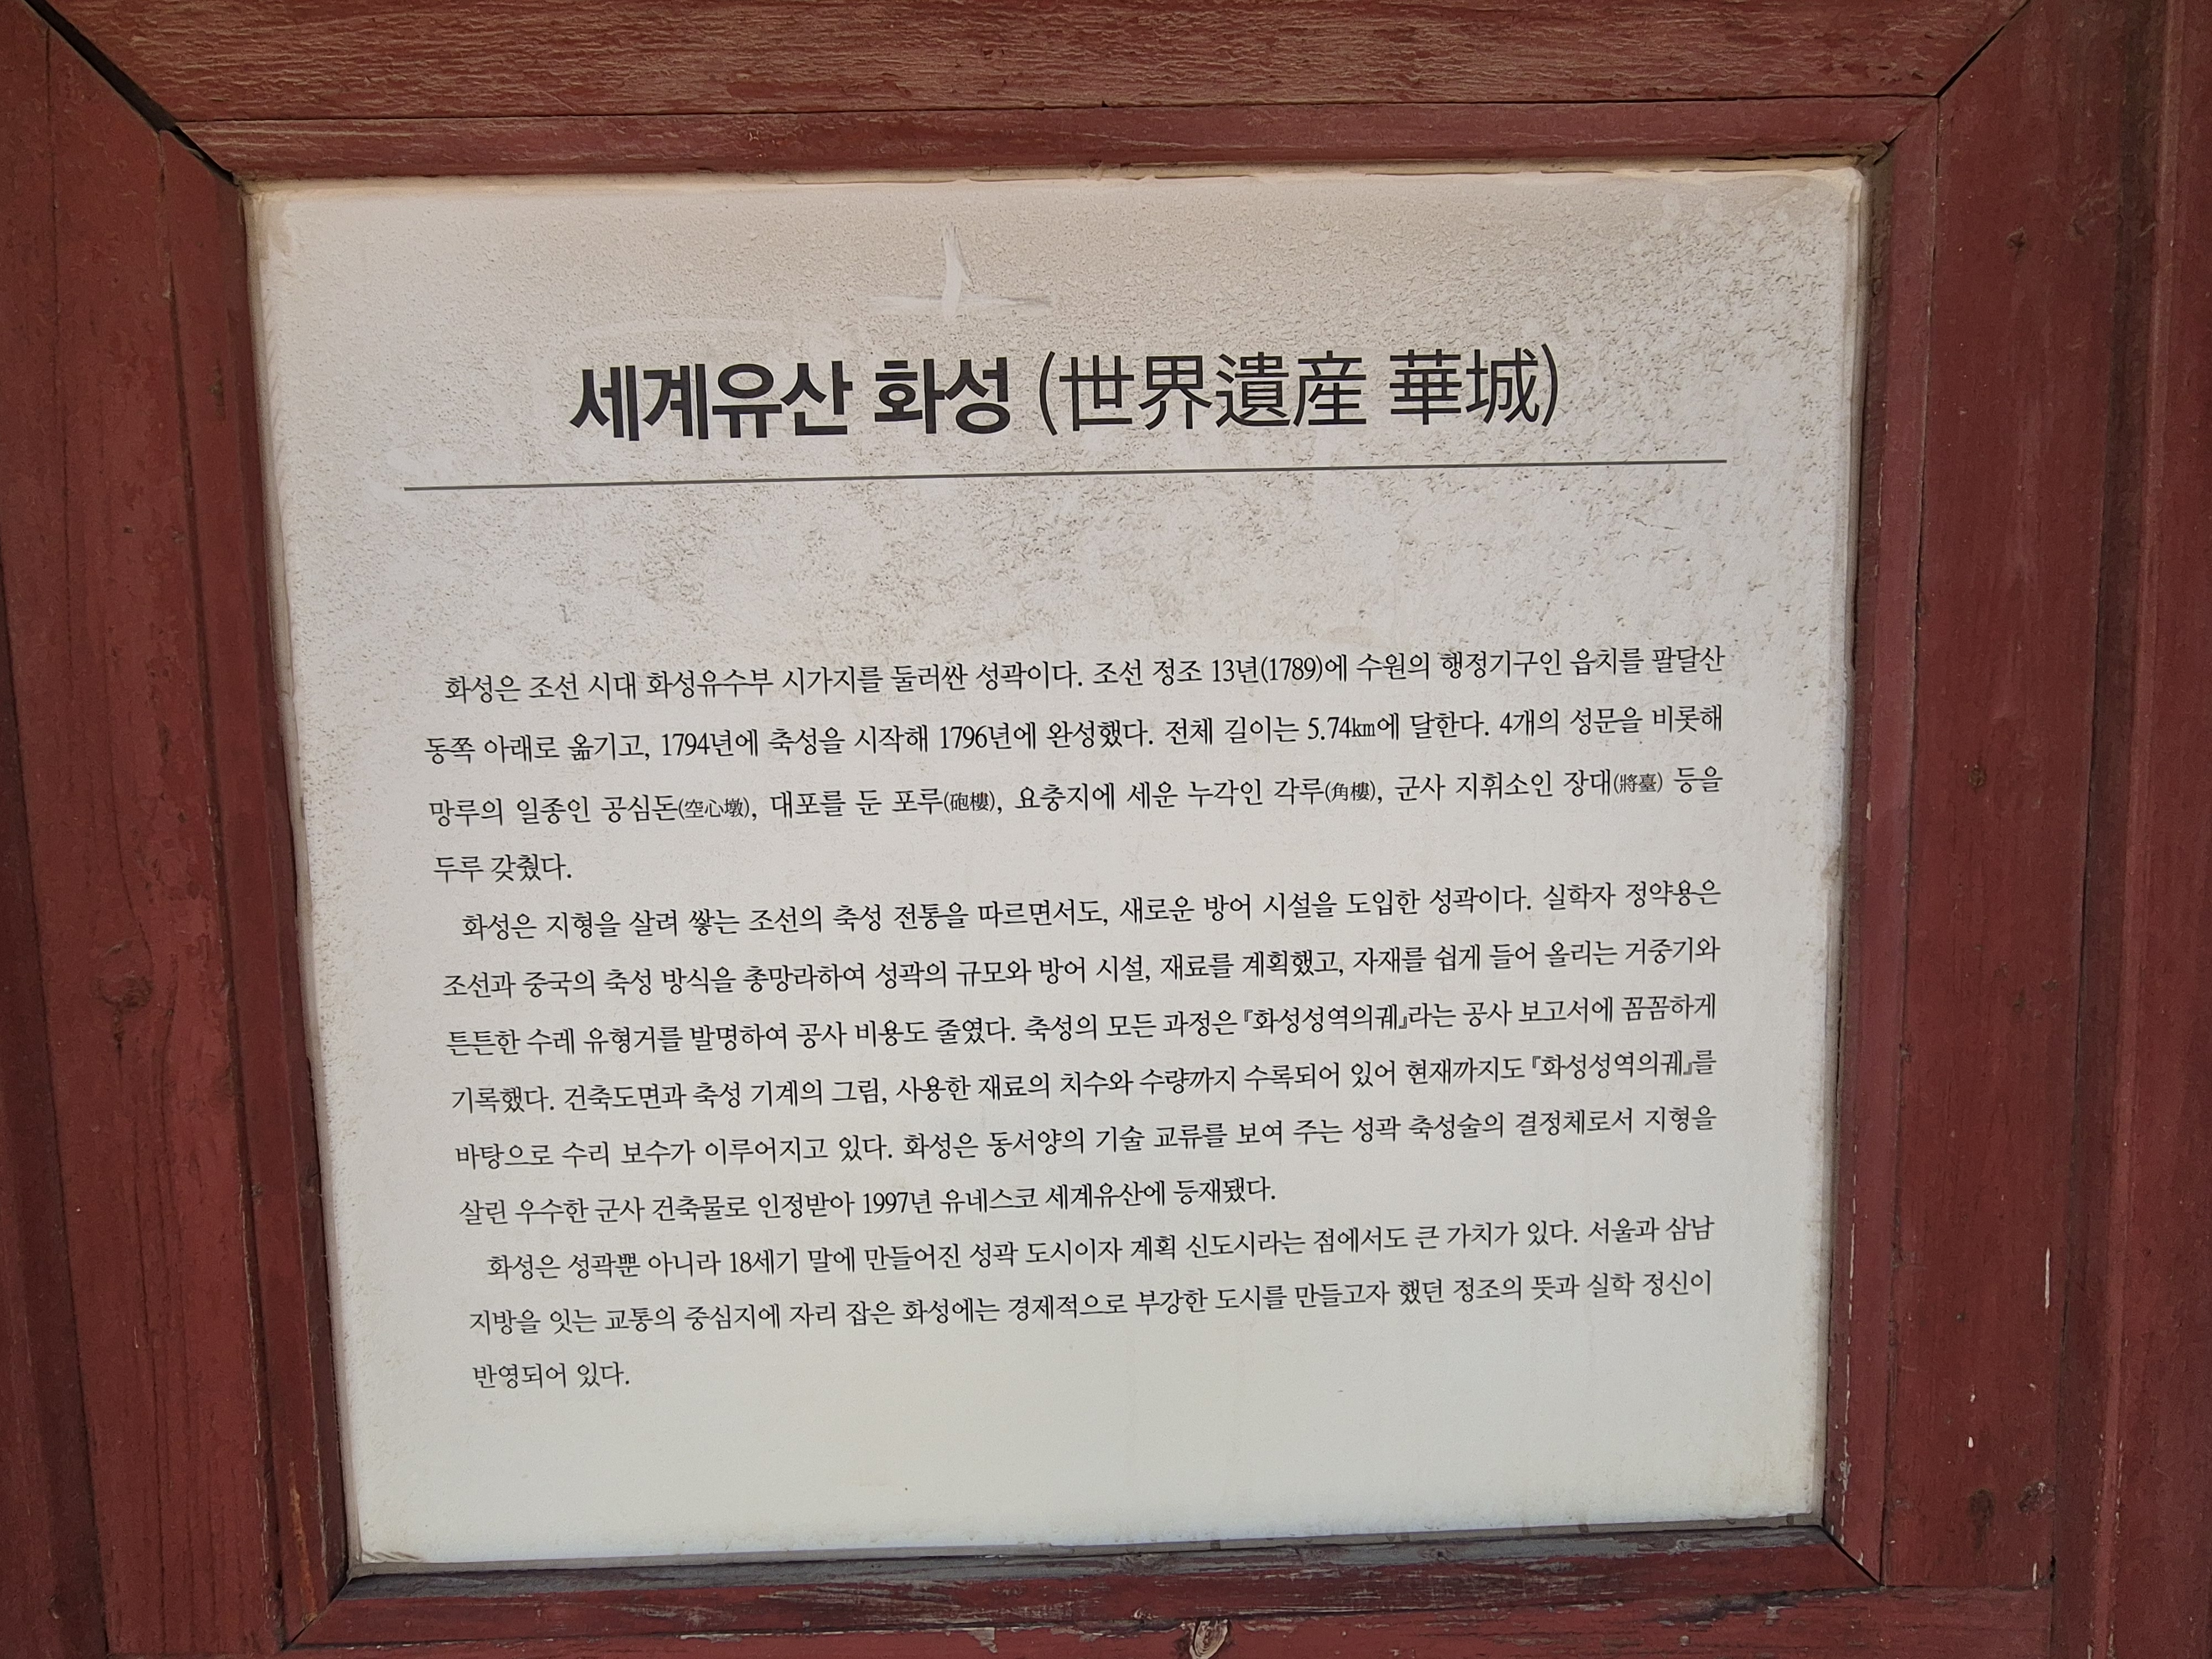 세계유산 화성 (世界遺産 華城)
화성은 조선 시대 화성유수부 시가지를 둘러싼 성곽이다. 조선 정조 13년(1789)에 수원의 행정기구인 읍치를 팔달산
동쪽 아래로 옮기고, 1794년에 축성을 시작해 1796년에 완성했다. 전체 길이는 5.74㎞에 달한다. 4개의 성문을 비롯해
망루의 일종인 공심돈(空心墩), 대포를 둔 포루(砲樓), 요충지에 세운 누각인 각루(角樓), 군사 지휘소인 장대(將臺) 등을
두루 갖췄다.
화성은 지형을 살려 쌓는 조선의 축성 전통을 따르면서도, 새로운 방어 시설을 도입한 성곽이다. 실학자 정약용은
조선과 중국의 축성 방식을 총망라하여 성곽의 규모와 방어 시설, 재료를 계획했고, 자재를 쉽게 들어 올리는 거중기와
튼튼한 수레 유형거를 발명하여 공사 비용도 줄였다. 축성의 모든 과정은 『화성성역의궤』라는 공사 보고서에 꼼꼼하게
기록했다. 건축도면과 축성 기계의 그림, 사용한 재료의 치수와 수량까지 수록되어 있어 현재까지도 『화성성역의궤』를
바탕으로 수리 보수가 이루어지고 있다. 화성은 동서양의 기술 교류를 보여 주는 성곽 축성술의 결정체로서 지형을
살린 우수한 군사 건축물로 인정받아 1997년 유네스코 세계유산에 등재됐다.
화성은 성곽뿐 아니라 18세기 말에 만들어진 성곽 도시이자 계획 신도시라는 점에서도 큰 가치가 있다. 서울과 삼남
지방을 잇는 교통의 중심지에 자리 잡은 화성에는 경제적으로 부강한 도시를 만들고자 했던 정조의 뜻과 실학 정신이
반영되어 있다.